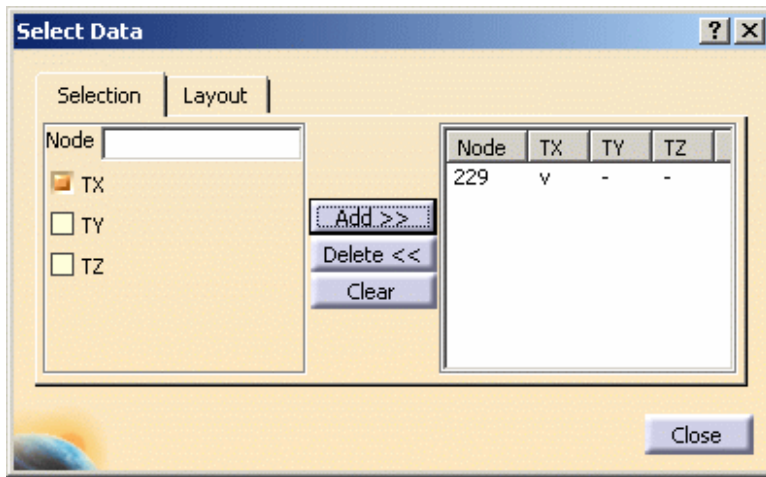 Select Data
Selection Layout
Node
TX
TY
TZ
Add >>
Delete <<
Clear
Node TX TY TZ
229 v - -
Close